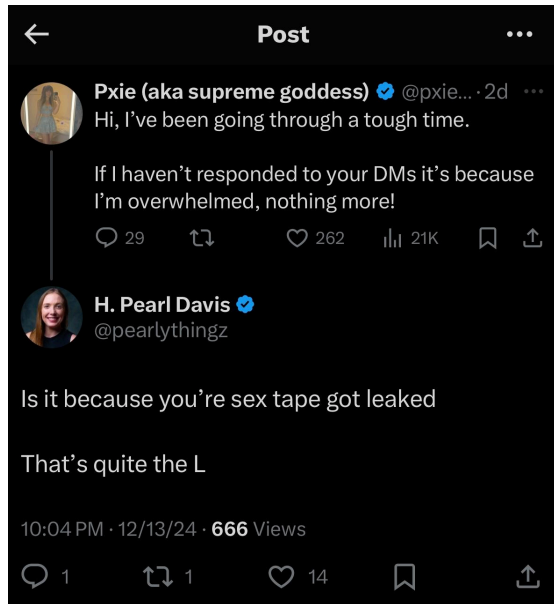 Post
Pxie (aka supreme goddess) @pxie... · 2d
Hi, I've been going through a tough time.
If I haven't responded to your DMs it's because
I'm overwhelmed, nothing more!
29 262 21K
H. Pearl Davis
@pearlythingz
Is it because you're sex tape got leaked
That's quite the L
10:04 PM · 12/13/24 · 666 Views
1 1 14